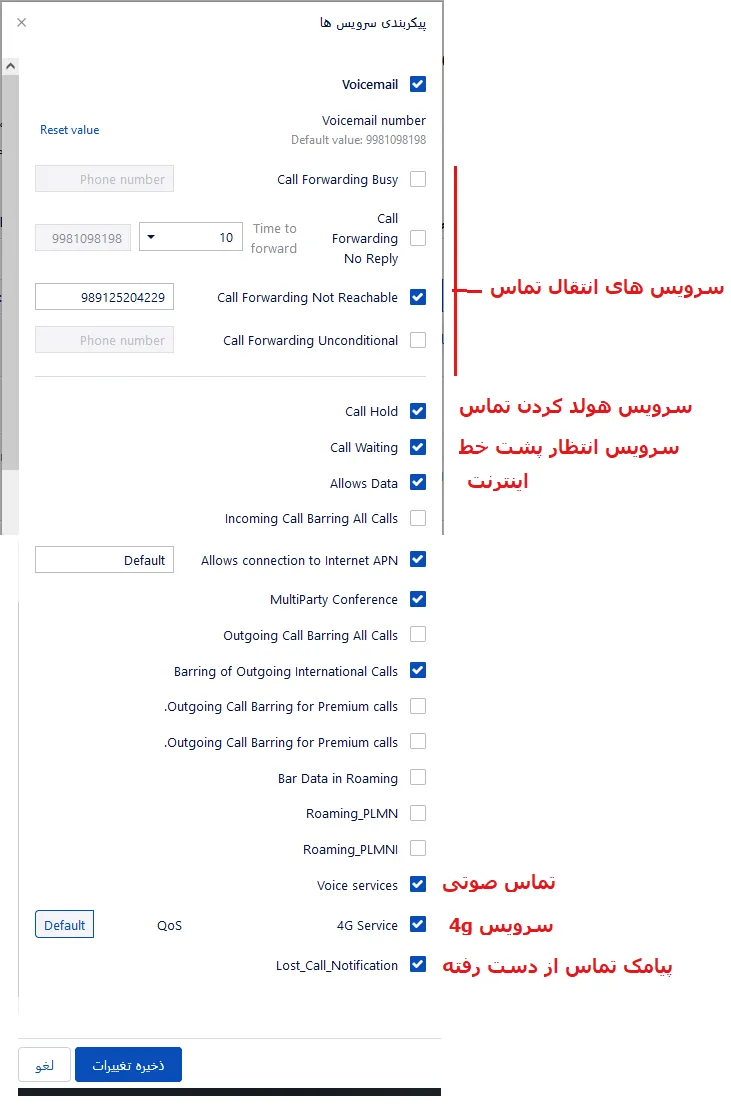 پیکربندی سرویس ها
Voicemail
Voicemail number
Reset value
Default value: 9981098198
Call Forwarding Busy
Phone number
Call Forwarding No Reply
Time to forward
10
9981098198
سرویس های انتقال تماس
Call Forwarding Not Reachable
989125204229
Call Forwarding Unconditional
Phone number
Call Hold
سرویس هولد کردن تماس
Call Waiting
سرویس انتظار پشت خط
Allows Data
اینترنت
Incoming Call Barring All Calls
Allows connection to Internet APN
Default
MultiParty Conference
Outgoing Call Barring All Calls
Barring of Outgoing International Calls
.Outgoing Call Barring for Premium calls
.Outgoing Call Barring for Premium calls
Bar Data in Roaming
Roaming_PLMN
Roaming_PLMNI
Voice services
تماس صوتی
4G Service
QoS
Default
سرویس 4g
Lost_Call_Notification
پیامک تماس از دست رفته
ذخیره تغییرات
لغو